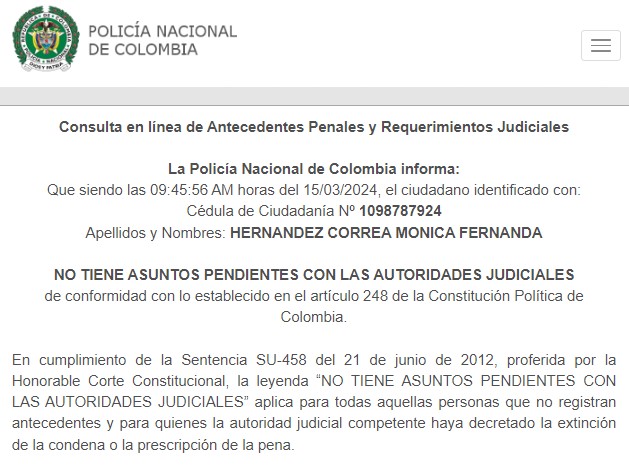 POLICÍA NACIONAL
DE COLOMBIA
Consulta en línea de Antecedentes Penales y Requerimientos Judiciales
La Policía Nacional de Colombia informa:
Que siendo las 09:45:56 AM horas del 15/03/2024, el ciudadano identificado con:
Cédula de Ciudadanía Nº 1098787924
Apellidos y Nombres: HERNANDEZ CORREA MONICA FERNANDA
NO TIENE ASUNTOS PENDIENTES CON LAS AUTORIDADES JUDICIALES
de conformidad con lo establecido en el artículo 248 de la Constitución Política de
Colombia.
En cumplimiento de la Sentencia SU-458 del 21 de junio de 2012, proferida por la
Honorable Corte Constitucional, la leyenda “NO TIENE ASUNTOS PENDIENTES CON
LAS AUTORIDADES JUDICIALES” aplica para todas aquellas personas que no registran
antecedentes y para quienes la autoridad judicial competente haya decretado la extinción
de la condena o la prescripción de la pena.